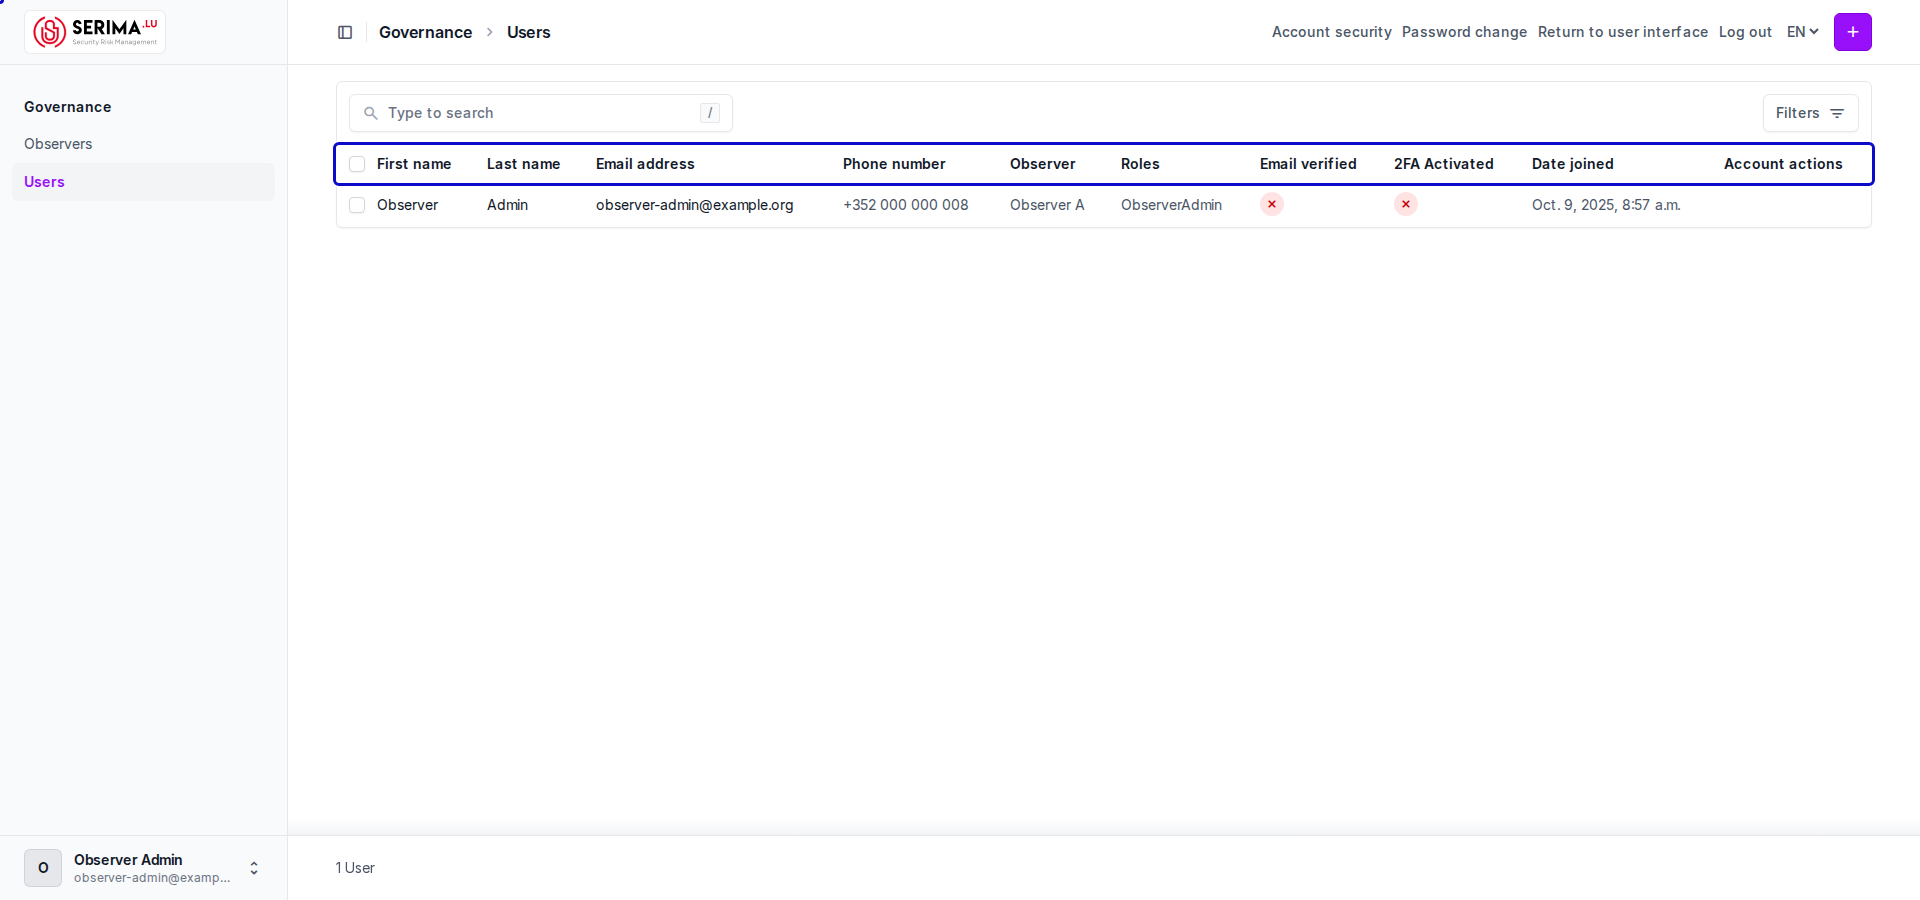 SERIMA.LU
Security Risk Management
Governance
Observers
Users
Governance > Users
Account security Password change Return to user interface Log out EN +
Type to search /
Filters
First name Last name Email address Phone number Observer Roles Email verified 2FA Activated Date joined Account actions
Observer Admin observer-admin@example.org +352 000 000 008 Observer A ObserverAdmin Oct. 9, 2025, 8:57 a.m.
O
Observer Admin
observer-admin@examp...
1 User